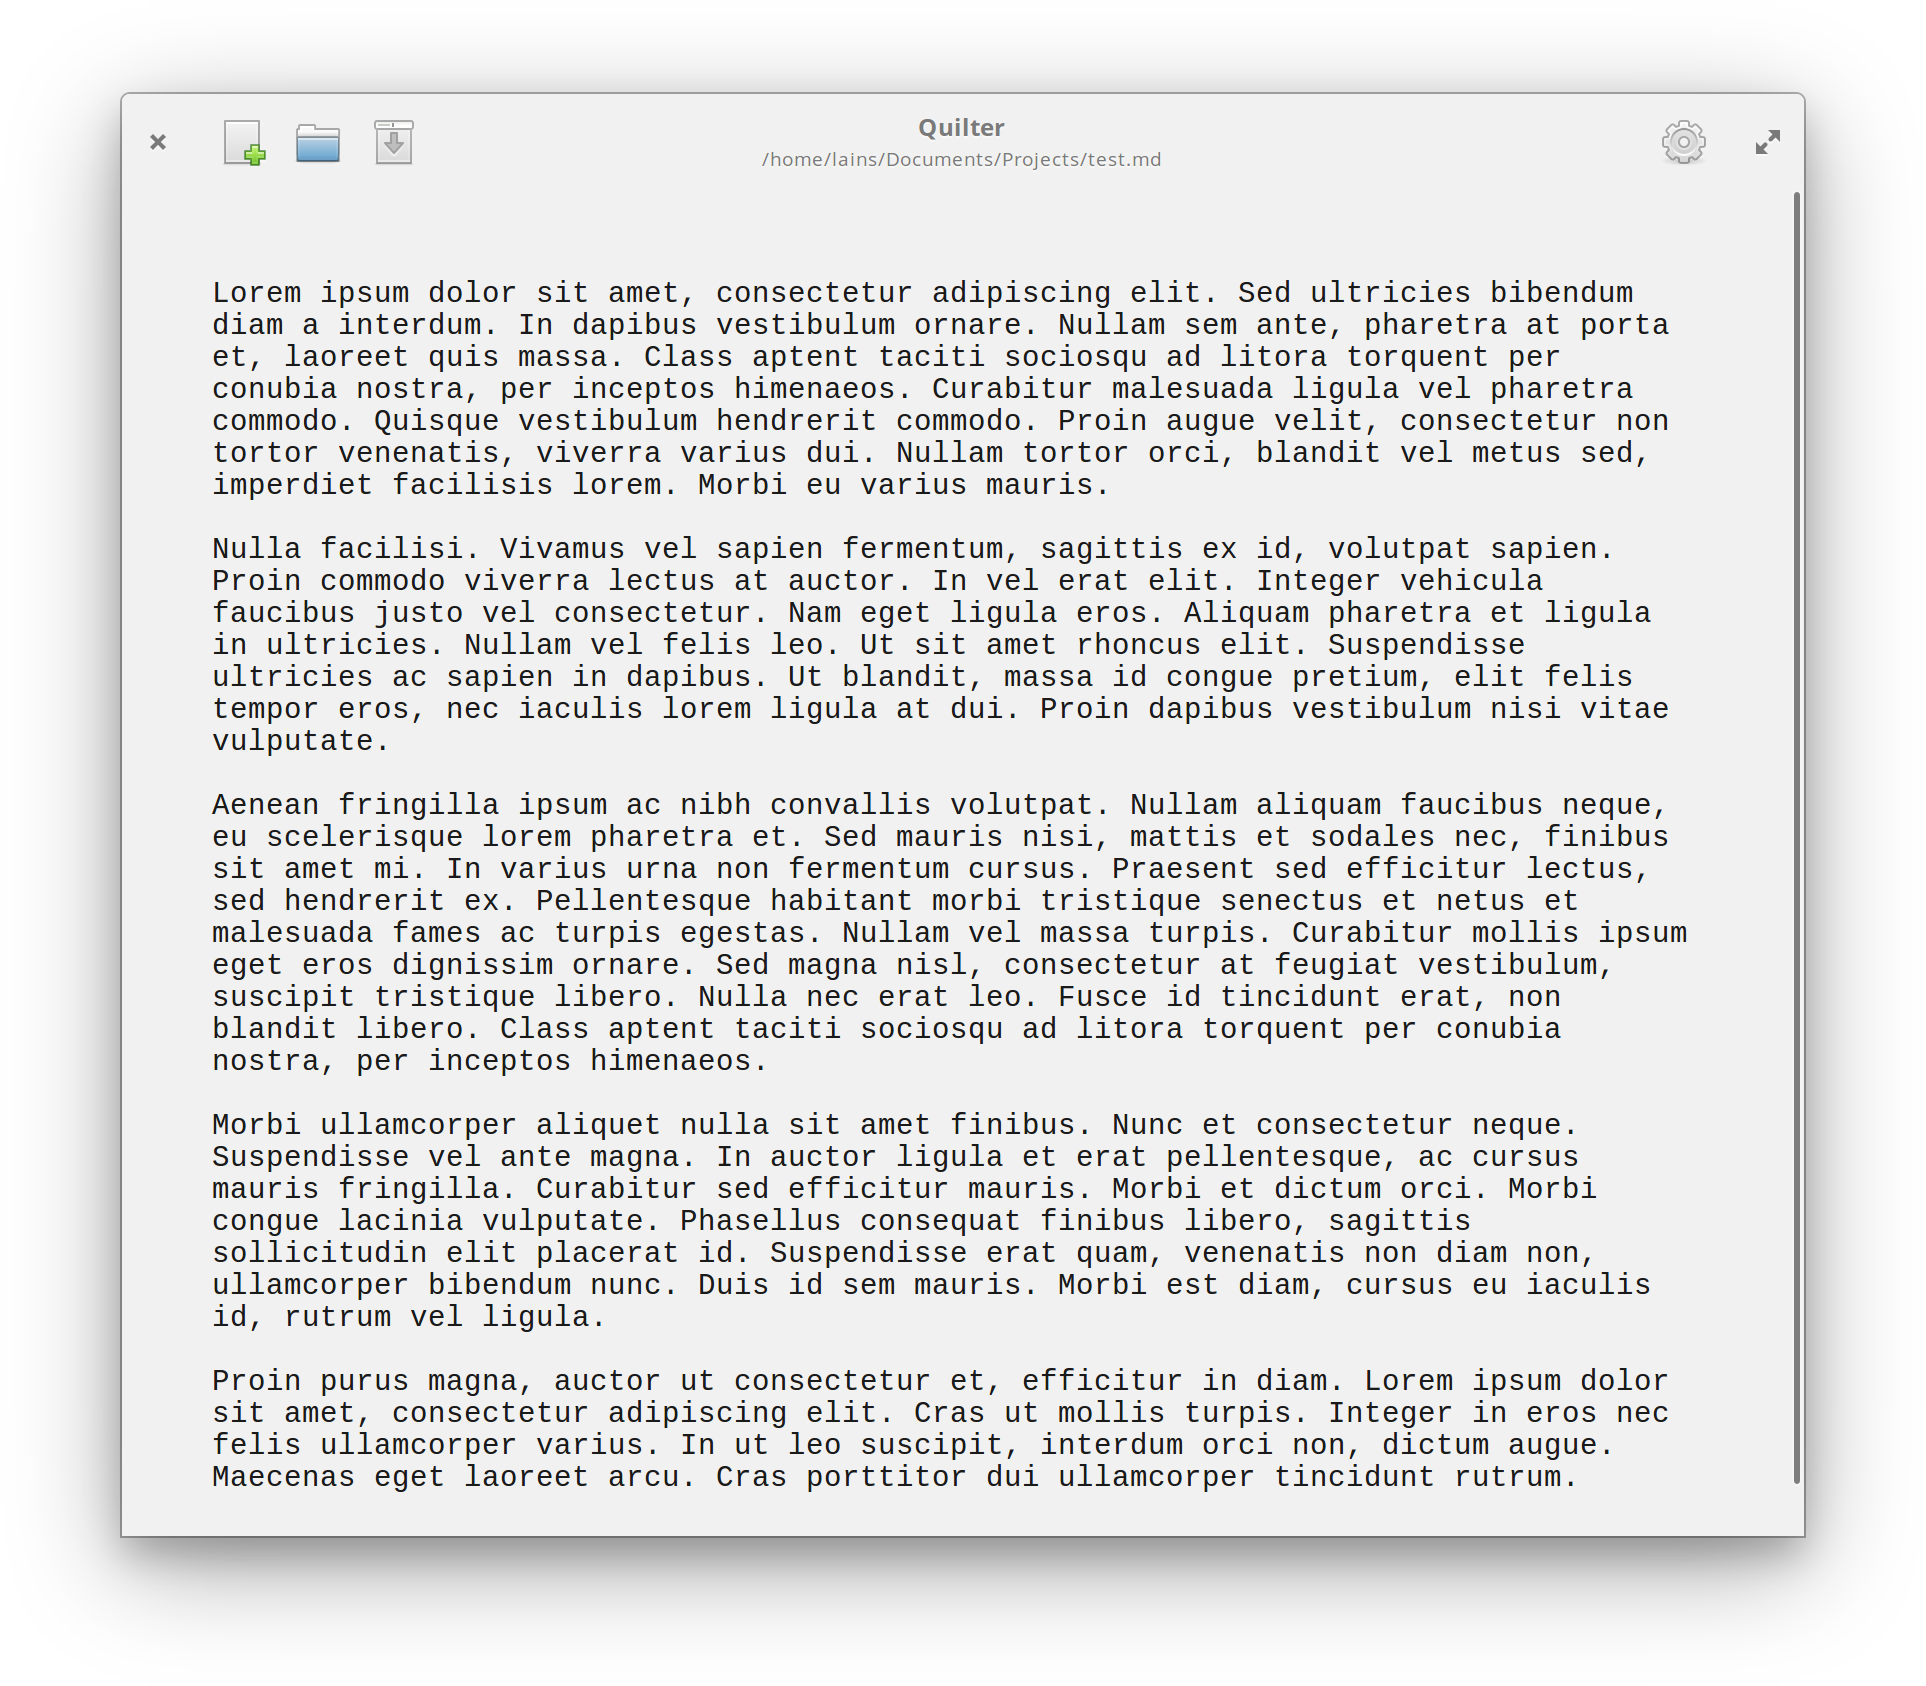 Quilter
/home/lains/Documents/Projects/test.md
Lorem ipsum dolor sit amet, consectetur adipiscing elit. Sed ultricies bibendum
diam a interdum. In dapibus vestibulum ornare. Nullam sem ante, pharetra at porta
et, laoreet quis massa. Class aptent taciti sociosqu ad litora torquent per
conubia nostra, per inceptos himenaeos. Curabitur malesuada ligula vel pharetra
commodo. Quisque vestibulum hendrerit commodo. Proin augue velit, consectetur non
tortor venenatis, viverra varius dui. Nullam tortor orci, blandit vel metus sed,
imperdiet facilisis lorem. Morbi eu varius mauris.
Nulla facilisi. Vivamus vel sapien fermentum, sagittis ex id, volutpat sapien.
Proin commodo viverra lectus at auctor. In vel erat elit. Integer vehicula
faucibus justo vel consectetur. Nam eget ligula eros. Aliquam pharetra et ligula
in ultricies. Nullam vel felis leo. Ut sit amet rhoncus elit. Suspendisse
ultricies ac sapien in dapibus. Ut blandit, massa id congue pretium, elit felis
tempor eros, nec iaculis lorem ligula at dui. Proin dapibus vestibulum nisi vitae
vulputate.
Aenean fringilla ipsum ac nibh convallis volutpat. Nullam aliquam faucibus neque,
eu scelerisque lorem pharetra et. Sed mauris nisi, mattis et sodales nec, finibus
sit amet mi. In varius urna non fermentum cursus. Praesent sed efficitur lectus,
sed hendrerit ex. Pellentesque habitant morbi tristique senectus et netus et
malesuada fames ac turpis egestas. Nullam vel massa turpis. Curabitur mollis ipsum
eget eros dignissim ornare. Sed magna nisl, consectetur at feugiat vestibulum,
suscipit tristique libero. Nulla nec erat leo. Fusce id tincidunt erat, non
blandit libero. Class aptent taciti sociosqu ad litora torquent per conubia
nostra, per inceptos himenaeos.
Morbi ullamcorper aliquet nulla sit amet finibus. Nunc et consectetur neque.
Suspendisse vel ante magna. In auctor ligula et erat pellentesque, ac cursus
mauris fringilla. Curabitur sed efficitur mauris. Morbi et dictum orci. Morbi
congue lacinia vulputate. Phasellus consequat finibus libero, sagittis
sollicitudin elit placerat id. Suspendisse erat quam, venenatis non diam non,
ullamcorper bibendum nunc. Duis id sem mauris. Morbi est diam, cursus eu iaculis
id, rutrum vel ligula.
Proin purus magna, auctor ut consectetur et, efficitur in diam. Lorem ipsum dolor
sit amet, consectetur adipiscing elit. Cras ut mollis turpis. Integer in eros nec
felis ullamcorper varius. In ut leo suscipit, interdum orci non, dictum augue.
Maecenas eget laoreet arcu. Cras porttitor dui ullamcorper tincidunt rutrum.